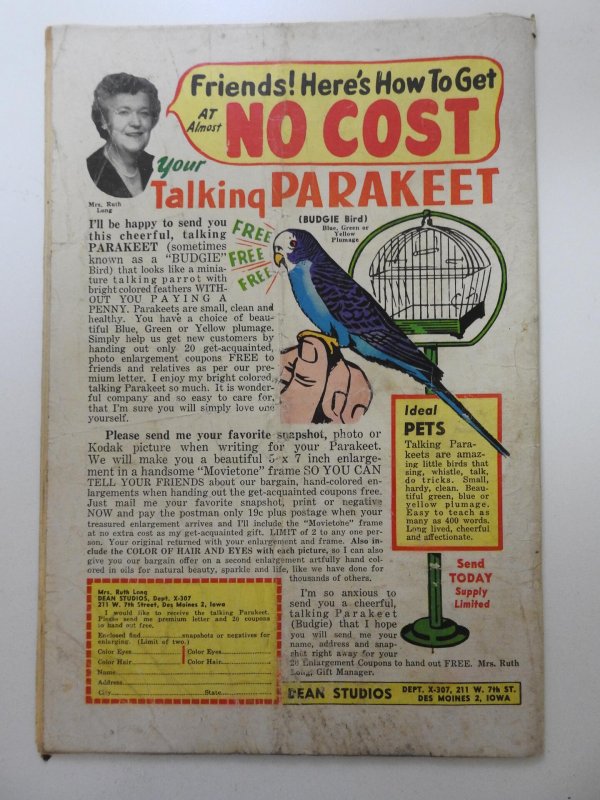 Friends! Here's How To Get
AT Almost NO COST
Your
Talking PARAKEET
Mrs. Ruth
Long
(BUDGIE Bird)
Blue, Green or
Yellow
Plumage
FREE
FREE
FREE
I'll be happy to send you
this cheerful, talking
PARAKEET (sometimes
known as a "BUDGIE"
Bird) that looks like a minia-
ture talking parrot with
bright colored feathers WITH-
OUT YOU PAYING A
PENNY. Parakeets are small, clean and
healthy. You have a choice of beau-
tiful Blue, Green or Yellow plumage.
Simply help us get new customers by
handing out only 20 get-acquainted,
photo enlargement coupons FREE to
friends and relatives as per our pre-
mium letter. I enjoy my bright colored,
talking Parakeet so much. It is wonder-
ful company and so easy to care for,
that I'm sure you will simply love one
yourself.
Please send me your favorite snapshot, photo or
Kodak picture when writing for your Parakeet.
We will make you a beautiful 5 x 7 inch enlarge-
ment in a handsome "Movietone" frame SO YOU CAN
TELL YOUR FRIENDS about our bargain, hand-colored en-
largements when handing out the get-acquainted coupons free.
Just mail me your favorite snapshot, print or negative
NOW and pay the postman only 19c plus postage when your
treasured enlargement arrives and I'll include the "Movietone" frame
at no extra cost as my get-acquainted gift. LIMIT of 2 to any one per-
son. Your original returned with enlargement and frame. Also in-
clude the COLOR OF HAIR AND EYES with each picture, so I can also
give you our bargain offer on a second enlargement artfully hand col-
ored in oils for natural beauty, sparkle and life, like we have done for
thousands of others.
I'm so anxious to
send you a cheerful,
talking Parakeet
(Budgie) that I hope
you will send me your
name, address and snap-
shot right away for your
20 Enlargement Coupons to hand out FREE. Mrs. Ruth
Long, Gift Manager.
Ideal
PETS
Talking Para-
keets are amaz-
ing little birds that
sing, whistle, talk,
do tricks. Small,
hardy, clean. Beau-
tiful green, blue or
yellow plumage.
Easy to teach as
many as 400 words.
Long lived, cheerful
and affectionate.
Send
TODAY
Supply
Limited
Mrs. Ruth Long
DEAN STUDIOS, Dept. X-307
211 W. 7th Street, Des Moines 2, Iowa
I would like to receive the talking Parakeet.
Please send me premium letter and 20 coupons
to hand out free.
Enclosed find snapshots or negatives for
enlarging. (Limit of two.)
Color Eyes Color Eyes
Color Hair Color Hair
Name
Address
City State
DEAN STUDIOS DEPT. X-307, 211 W. 7th ST.
DES MOINES 2, IOWA